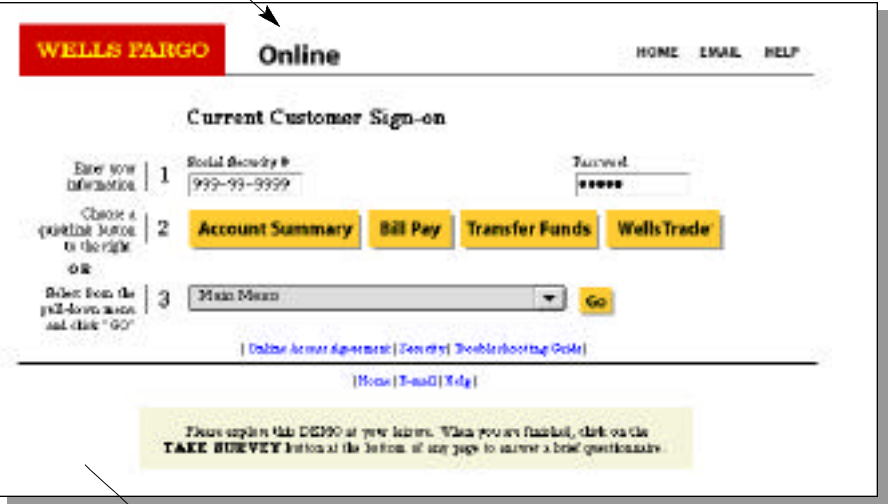 WELLS FARGO
Online
HOME EMAIL HELP
Current Customer Sign-on
Enter your information
1
Social Security #
999-99-9999
Password
•••••
Choose a quicklink button to the right
2
Account Summary
Bill Pay
Transfer Funds
WellsTrade
OR
Select from the pull-down menu and click "GO"
3
Main Menu
Go
| Online Access Agreement | Security | Troubleshooting Guide |
| Home | E-mail | Help |
Please explore this DEMO at your leisure. When you are finished, click on the
TAKE SURVEY button at the bottom of any page to answer a brief questionnaire.